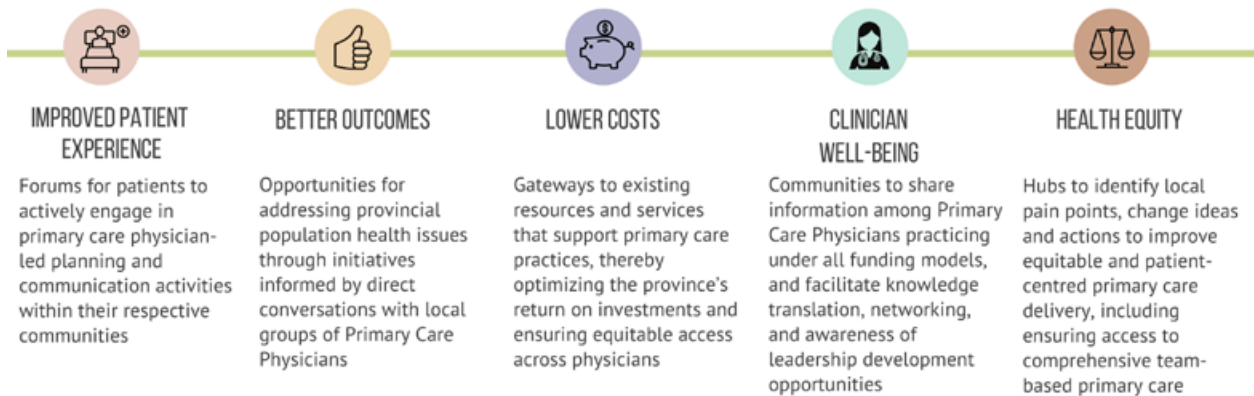 IMPROVED PATIENT
EXPERIENCE
Forums for patients to
actively engage in
primary care physician-
led planning and
communication activities
within their respective
communities
BETTER OUTCOMES
Opportunities for
addressing provincial
population health issues
through initiatives
informed by direct
conversations with local
groups of Primary Care
Physicians
LOWER COSTS
Gateways to existing
resources and services
that support primary care
practices, thereby
optimizing the province's
return on investments and
ensuring equitable access
across physicians
CLINICIAN
WELL-BEING
Communities to share
information among Primary
Care Physicians practicing
under all funding models,
and facilitate knowledge
translation, networking,
and awareness of
leadership development
opportunities
HEALTH EQUITY
Hubs to identify local
pain points, change ideas
and actions to improve
equitable and patient-
centred primary care
delivery, including
ensuring access to
comprehensive team-
based primary care